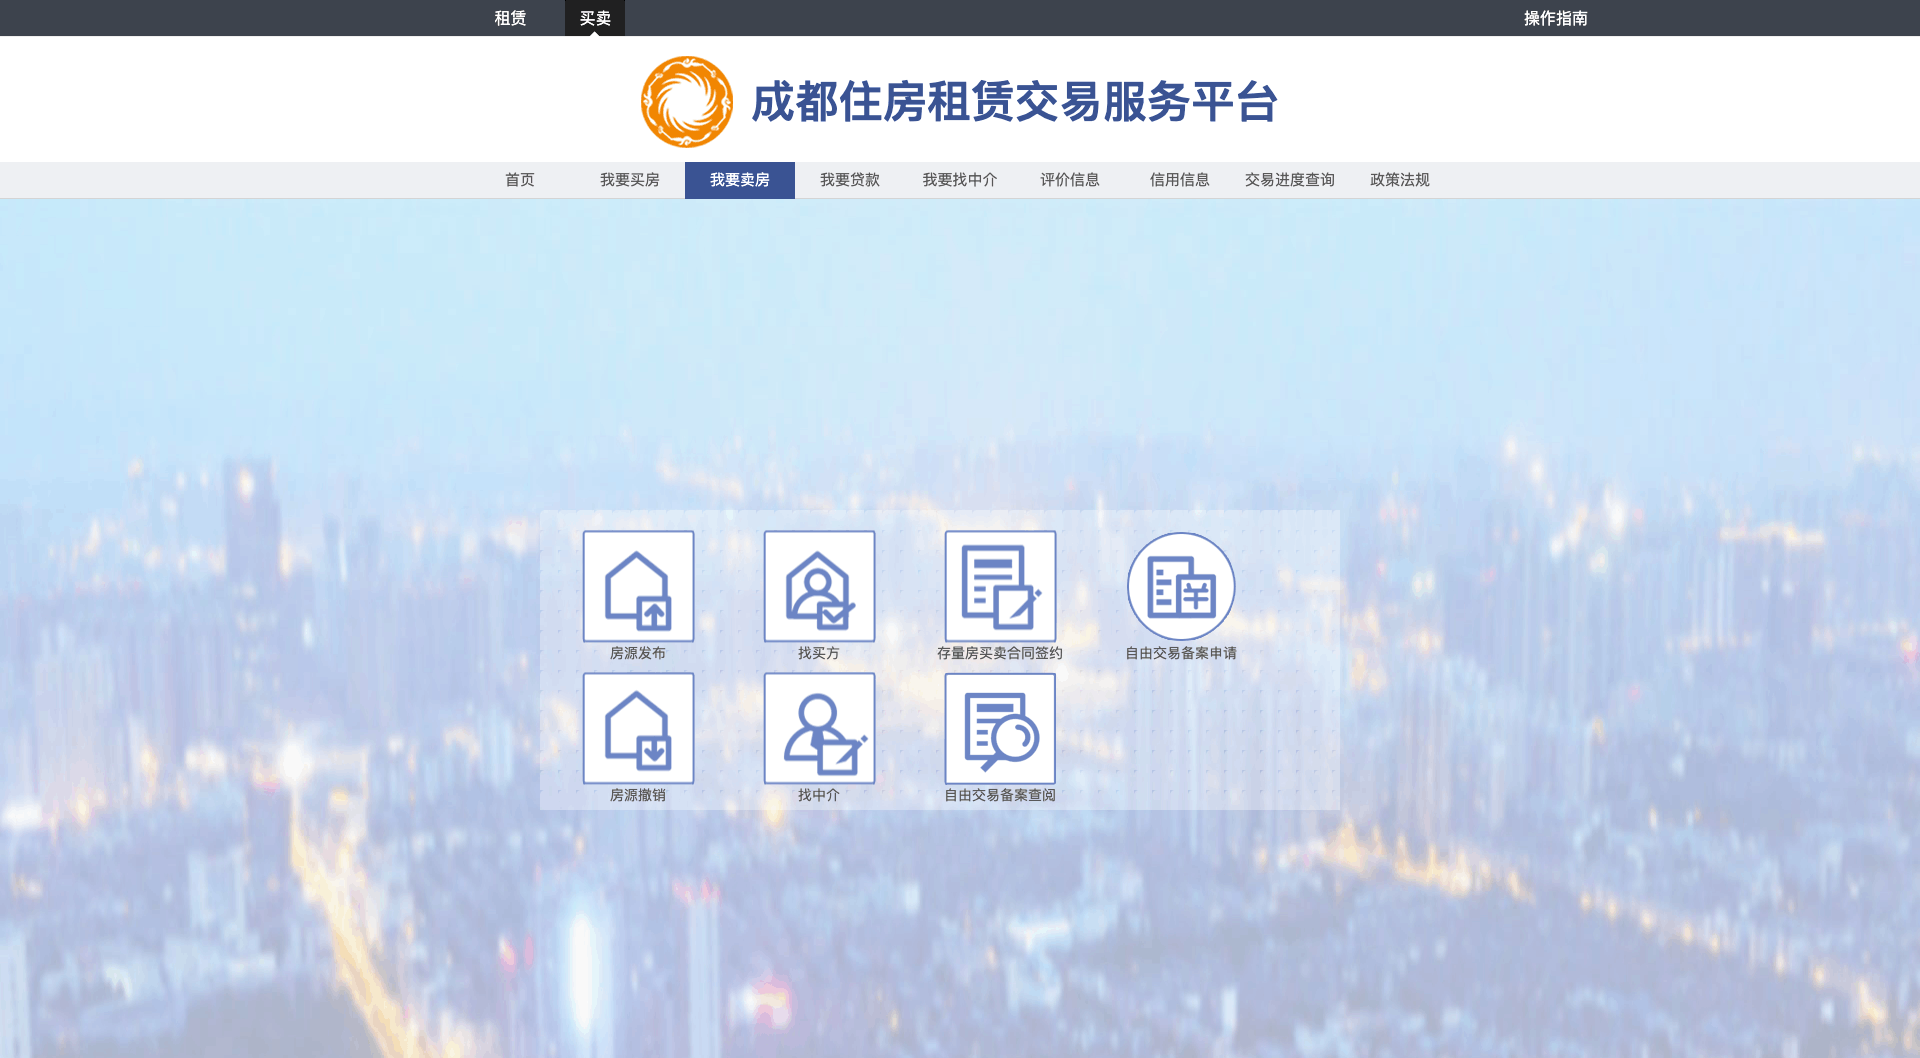 租赁 买卖 操作指南
成都住房租赁交易服务平台
首页 我要买房 我要卖房 我要贷款 我要找中介 评价信息 信用信息 交易进度查询 政策法规
房源发布 找买方 存量房买卖合同签约 自由交易备案申请
房源撤销 找中介 自由交易备案查阅